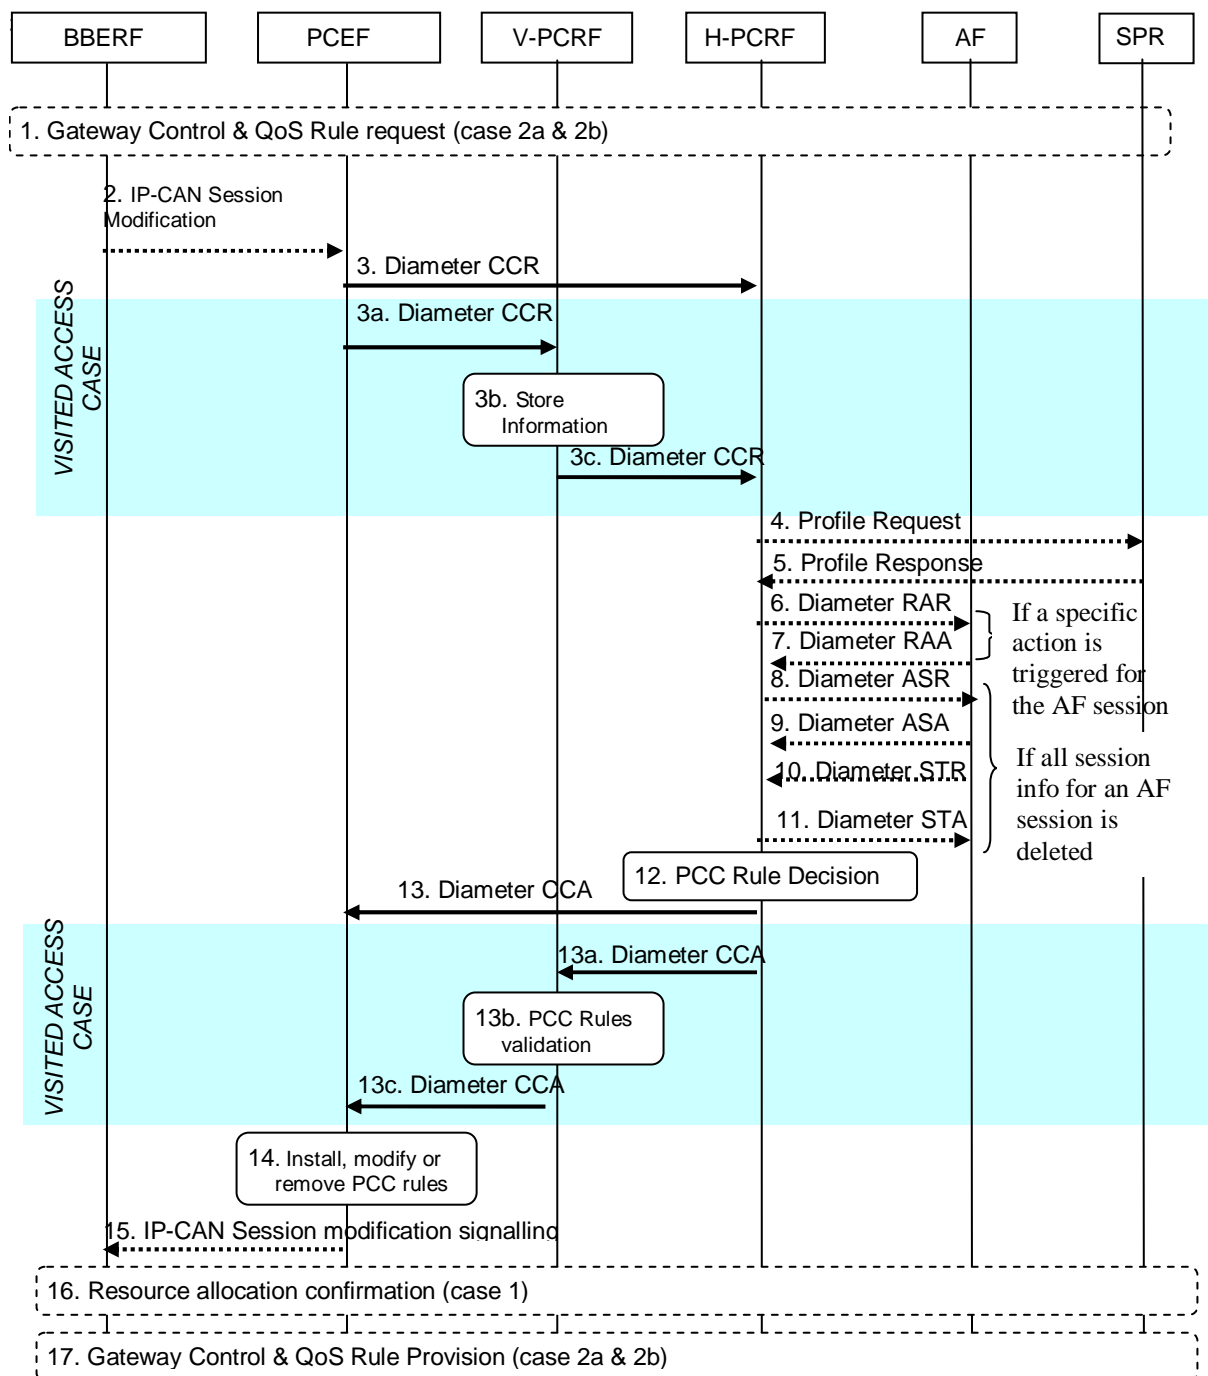 BBERF
PCEF
V-PCRF
H-PCRF
AF
SPR
1. Gateway Control & QoS Rule request (case 2a & 2b)
2. IP-CAN Session
Modification
3. Diameter CCR
VISITED ACCESS
CASE
3a. Diameter CCR
3b. Store
Information
3c. Diameter CCR
4. Profile Request
5. Profile Response
6. Diameter RAR
7. Diameter RAA
If a specific
action is
triggered for
the AF session
8. Diameter ASR
9. Diameter ASA
10. Diameter STR
11. Diameter STA
If all session
info for an AF
session is
deleted
12. PCC Rule Decision
13. Diameter CCA
VISITED ACCESS
CASE
13a. Diameter CCA
13b. PCC Rules
validation
13c. Diameter CCA
14. Install, modify or
remove PCC rules
15. IP-CAN Session modification signalling
16. Resource allocation confirmation (case 1)
17. Gateway Control & QoS Rule Provision (case 2a & 2b)